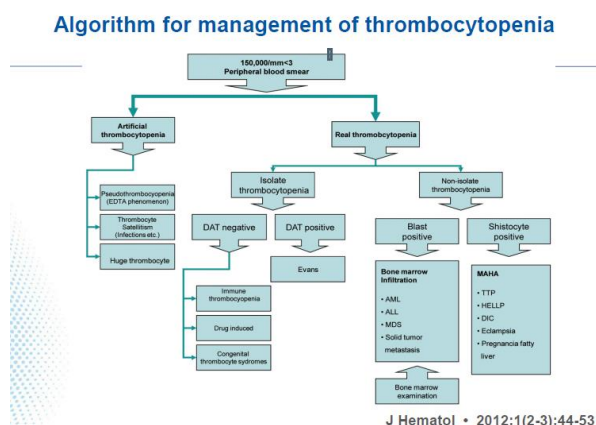 Algorithm for management of thrombocytopenia
150,000/mm<3
Peripheral blood smear
Artificial
thrombocytopenia
Real thromobcytopenia
Pseudothrombocyopenia
(EDTA phenomenon)
Thrombocyte
Satellitism
(Infections etc.)
Huge thrombocyte
Isolate
thrombocytopenia
Non-isolate
thrombocytopenia
DAT negative
DAT positive
Evans
Immune
thrombocyopenia
Drug induced
Congenital
thrombocyte sydromes
Blast
positive
Shistocyte
positive
Bone marrow
Infiltration
• AML
• ALL
• MDS
• Solid tumor
metastasis
MAHA
• TTP
• HELLP
• DIC
• Eclampsia
• Pregnancia fatty
liver
Bone marrow
examination
J Hematol • 2012;1(2-3):44-53